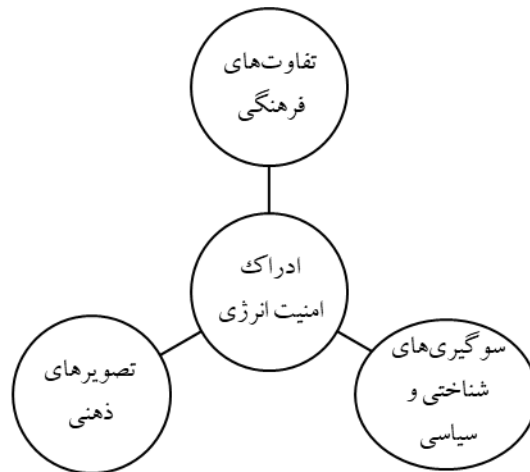 تفاوت‌های
فرهنگی
ادراک
امنیت انرژی
تصویرهای
ذهنی
سوگیری‌های
شناختی و
سیاسی